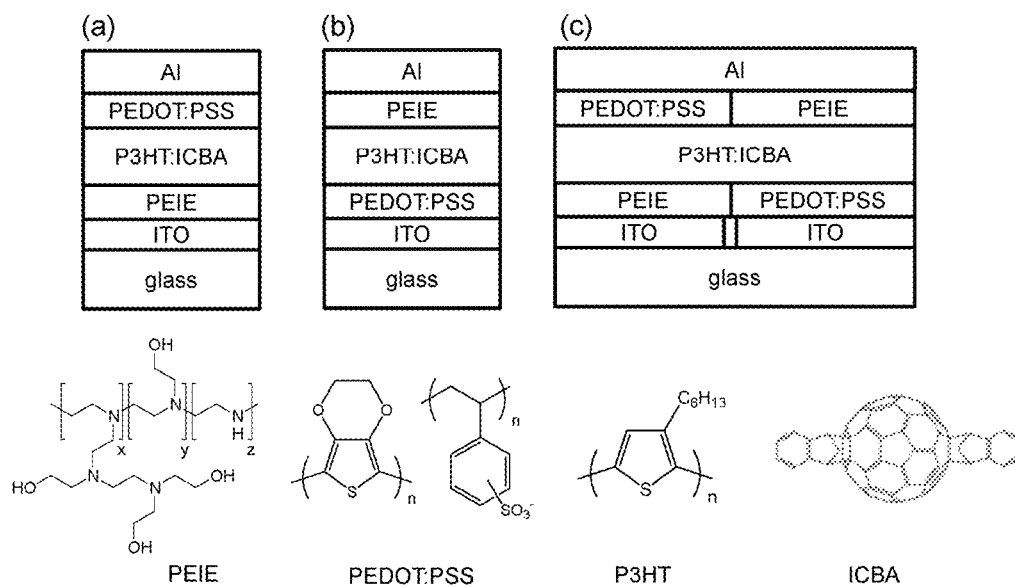 (a)
Al
PEDOT:PSS
P3HT:ICBA
PEIE
ITO
glass
(b)
Al
PEIE
P3HT:ICBA
PEDOT:PSS
ITO
glass
(c)
Al
PEDOT:PSS PEIE
P3HT:ICBA
PEIE PEDOT:PSS
ITO ITO
glass
OH
N N N
H
x y z
HO N N OH
HO
OH
PEIE
O O
S n
n
SO₃⁻
PEDOT:PSS
C₆H₁₃
S n
P3HT
ICBA